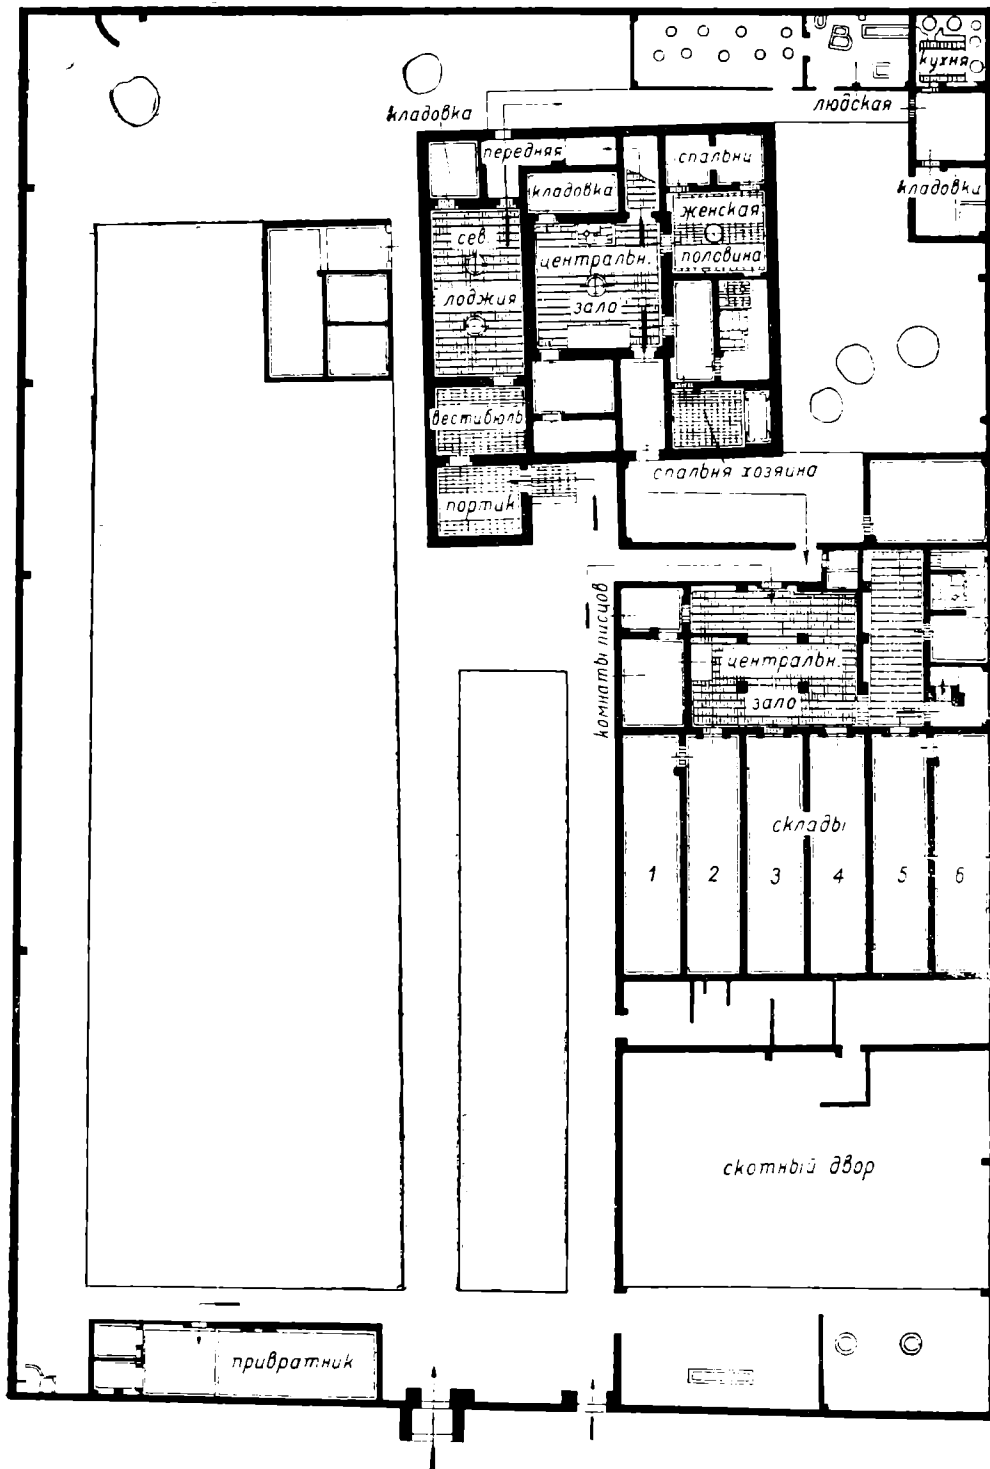 кухня
людская
кладовка
передняя
спальни
кладовка
кладовки
женская
половина
сев.
лоджия
центральн.
зало
вестибюль
спальня хозяина
портик
комнаты писцов
центральн.
зало
склады
1 2 3 4 5 6
скотный двор
привратник